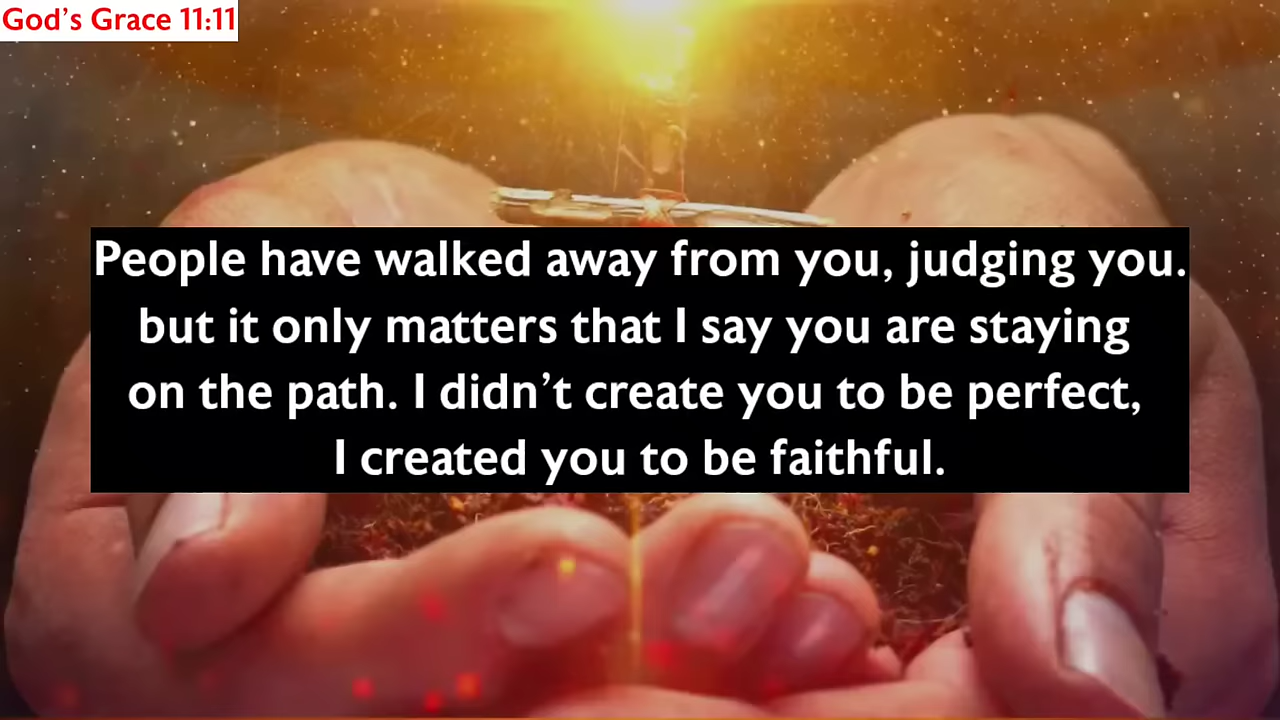 God's Grace 11:11
People have walked away from you, judging you.
but it only matters that I say you are staying
on the path. I didn't create you to be perfect,
I created you to be faithful.